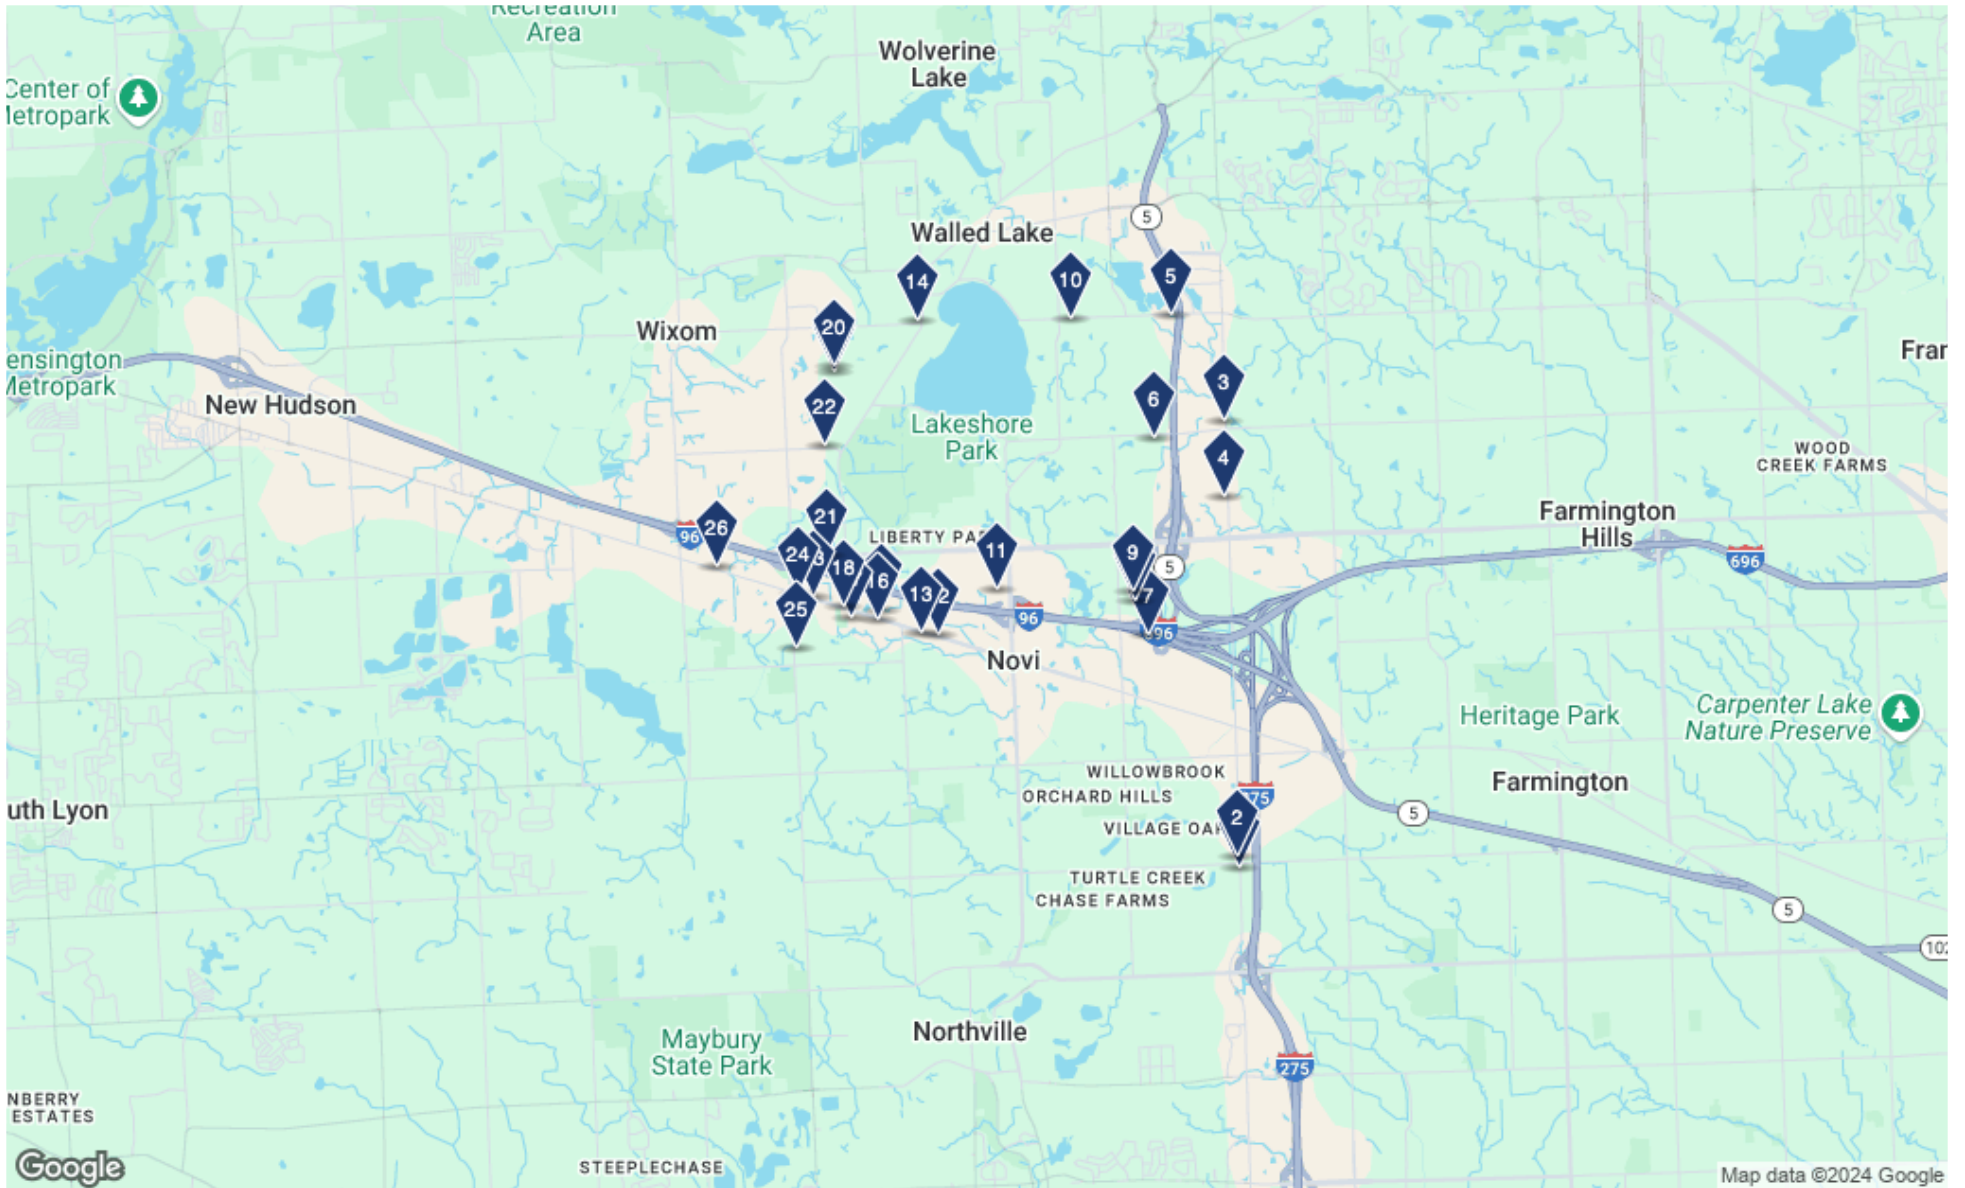 Recreation
Area
Wolverine
Lake
Center of
Metropark
5
Walled Lake
14
10
5
20
Wixom
ensington
Metropark
New Hudson
22
Lakeshore
Park
6
3
4
Frar
WOOD
CREEK FARMS
Farmington
Hills
696
96
26
21
LIBERTY PA
11
9
5
24
3
18
16
13
2
7
25
96
696
Novi
Heritage Park
Carpenter Lake
Nature Preserve
WILLOWBROOK
ORCHARD HILLS
275
2
VILLAGE OA
Farmington
5
uth Lyon
TURTLE CREEK
CHASE FARMS
5
102
Northville
Maybury
State Park
275
NBERRY
ESTATES
STEEPLECHASE
Google
Map data ©2024 Google